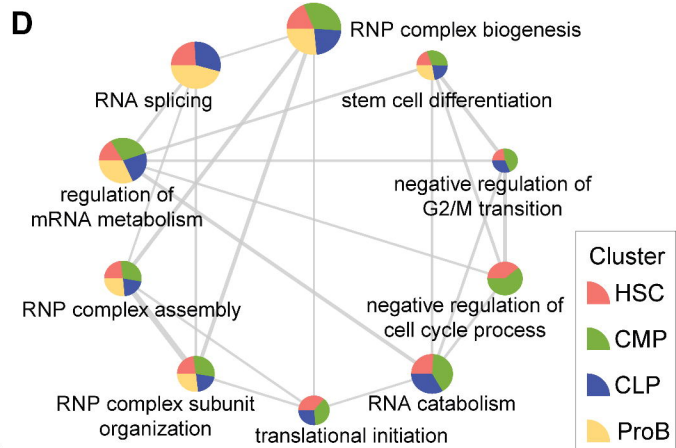 D
RNP complex biogenesis
RNA splicing
stem cell differentiation
regulation of
mRNA metabolism
negative regulation of
G2/M transition
RNP complex assembly
negative regulation of
cell cycle process
RNP complex subunit
organization
RNA catabolism
translational initiation
Cluster
HSC
CMP
CLP
ProB